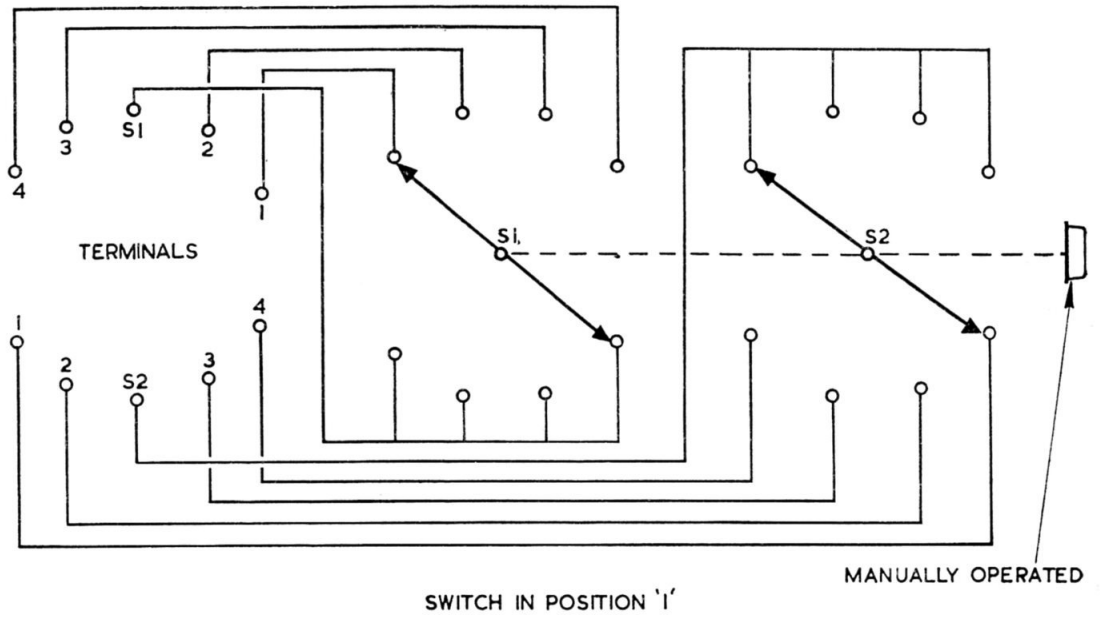 S1
3
2
4
1
TERMINALS
S1
S2
1
4
2
S2
3
MANUALLY OPERATED
SWITCH IN POSITION '1'